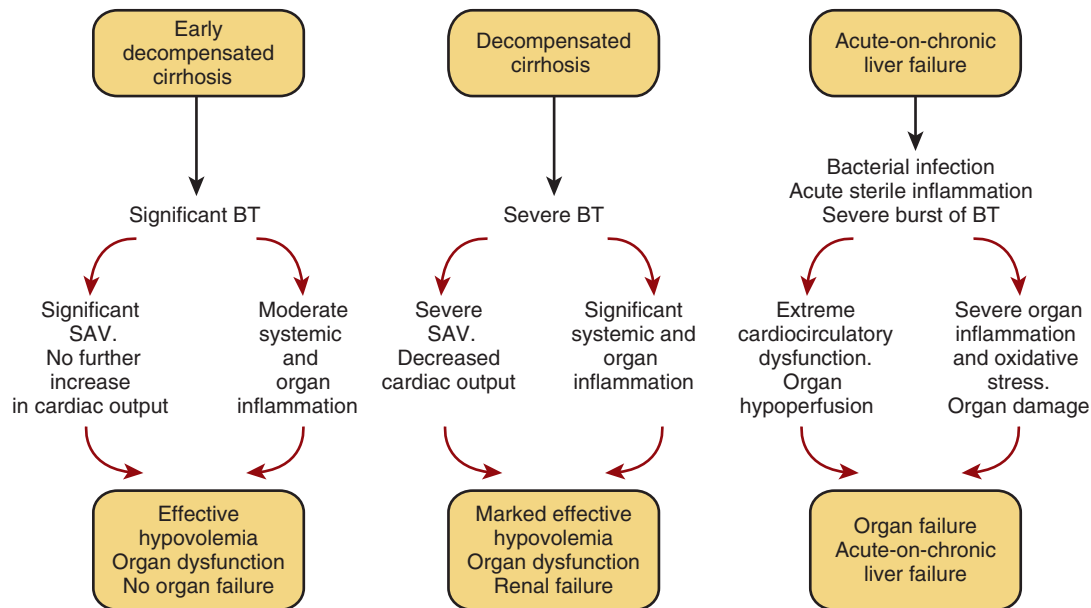 Early
decompensated
cirrhosis
Significant BT
Significant
SAV.
No further
increase
in cardiac output
Moderate
systemic
and
organ
inflammation
Effective
hypovolemia
Organ dysfunction
No organ failure
Decompensated
cirrhosis
Severe BT
Severe
SAV.
Decreased
cardiac output
Significant
systemic and
organ
inflammation
Marked effective
hypovolemia
Organ dysfunction
Renal failure
Acute-on-chronic
liver failure
Bacterial infection
Acute sterile inflammation
Severe burst of BT
Extreme
cardiocirculatory
dysfunction.
Organ
hypoperfusion
Severe organ
inflammation
and oxidative
stress.
Organ damage
Organ failure
Acute-on-chronic
liver failure